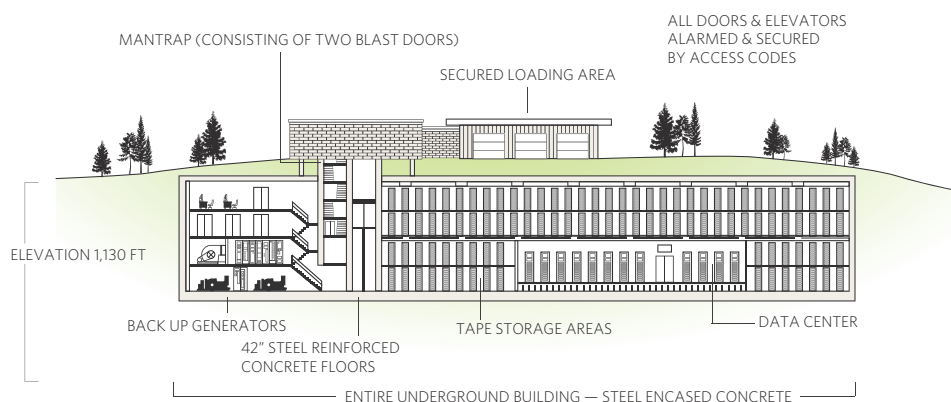 ALL DOORS & ELEVATORS
ALARMED & SECURED
BY ACCESS CODES
MANTRAP (CONSISTING OF TWO BLAST DOORS)
SECURED LOADING AREA
ELEVATION 1,130 FT
BACK UP GENERATORS
42” STEEL REINFORCED
CONCRETE FLOORS
TAPE STORAGE AREAS
DATA CENTER
ENTIRE UNDERGROUND BUILDING — STEEL ENCASED CONCRETE